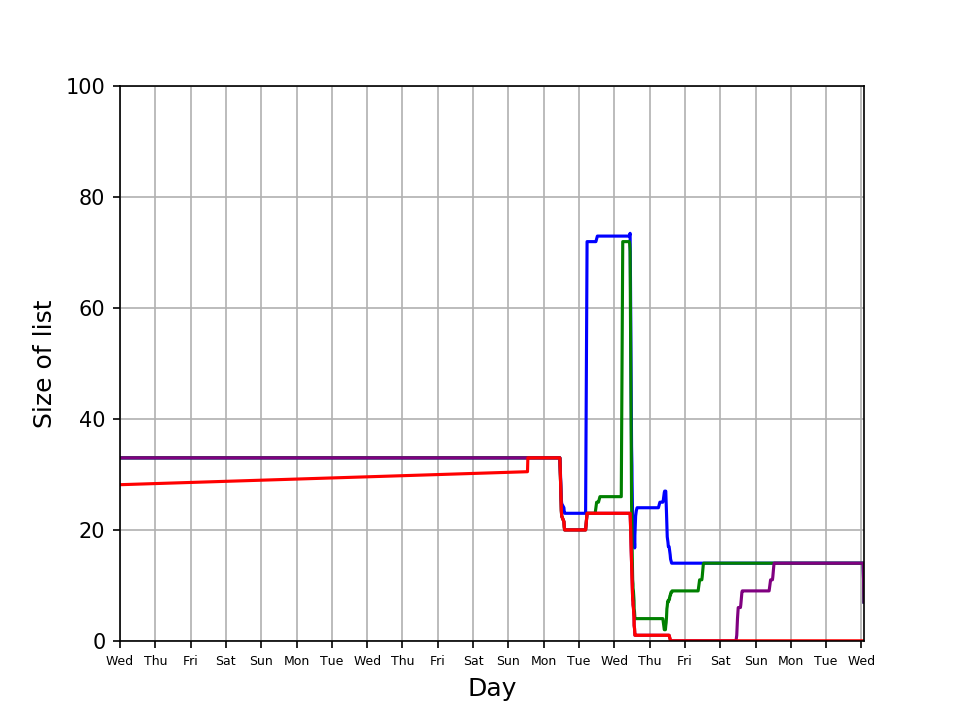 100
80
60
40
20
0
Size of list
Wed Thu Fri Sat Sun Mon Tue Wed Thu Fri Sat Sun Mon Tue Wed Thu Fri Sat Sun Mon Tue Wed
Day